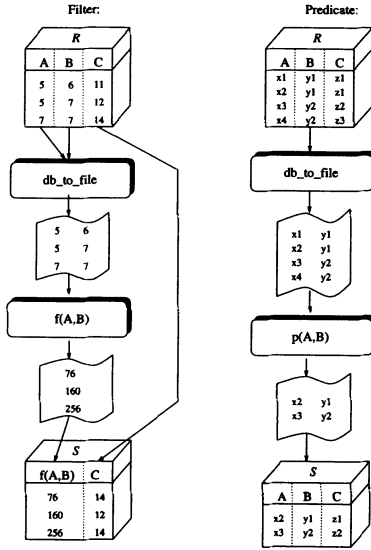 Filter:
R
A B C
5 6 11
5 7 12
7 7 14
db_to_file
5 6
5 7
7 7
f(A,B)
76
160
256
S
f(A,B) C
76 14
160 12
256 14
Predicate:
R
A B C
x1 y1 z1
x2 y1 z1
x3 y2 z2
x4 y2 z3
db_to_file
x1 y1
x2 y1
x3 y2
x4 y2
p(A,B)
x2 y1
x3 y2
S
A B C
x2 y1 z1
x3 y2 z2